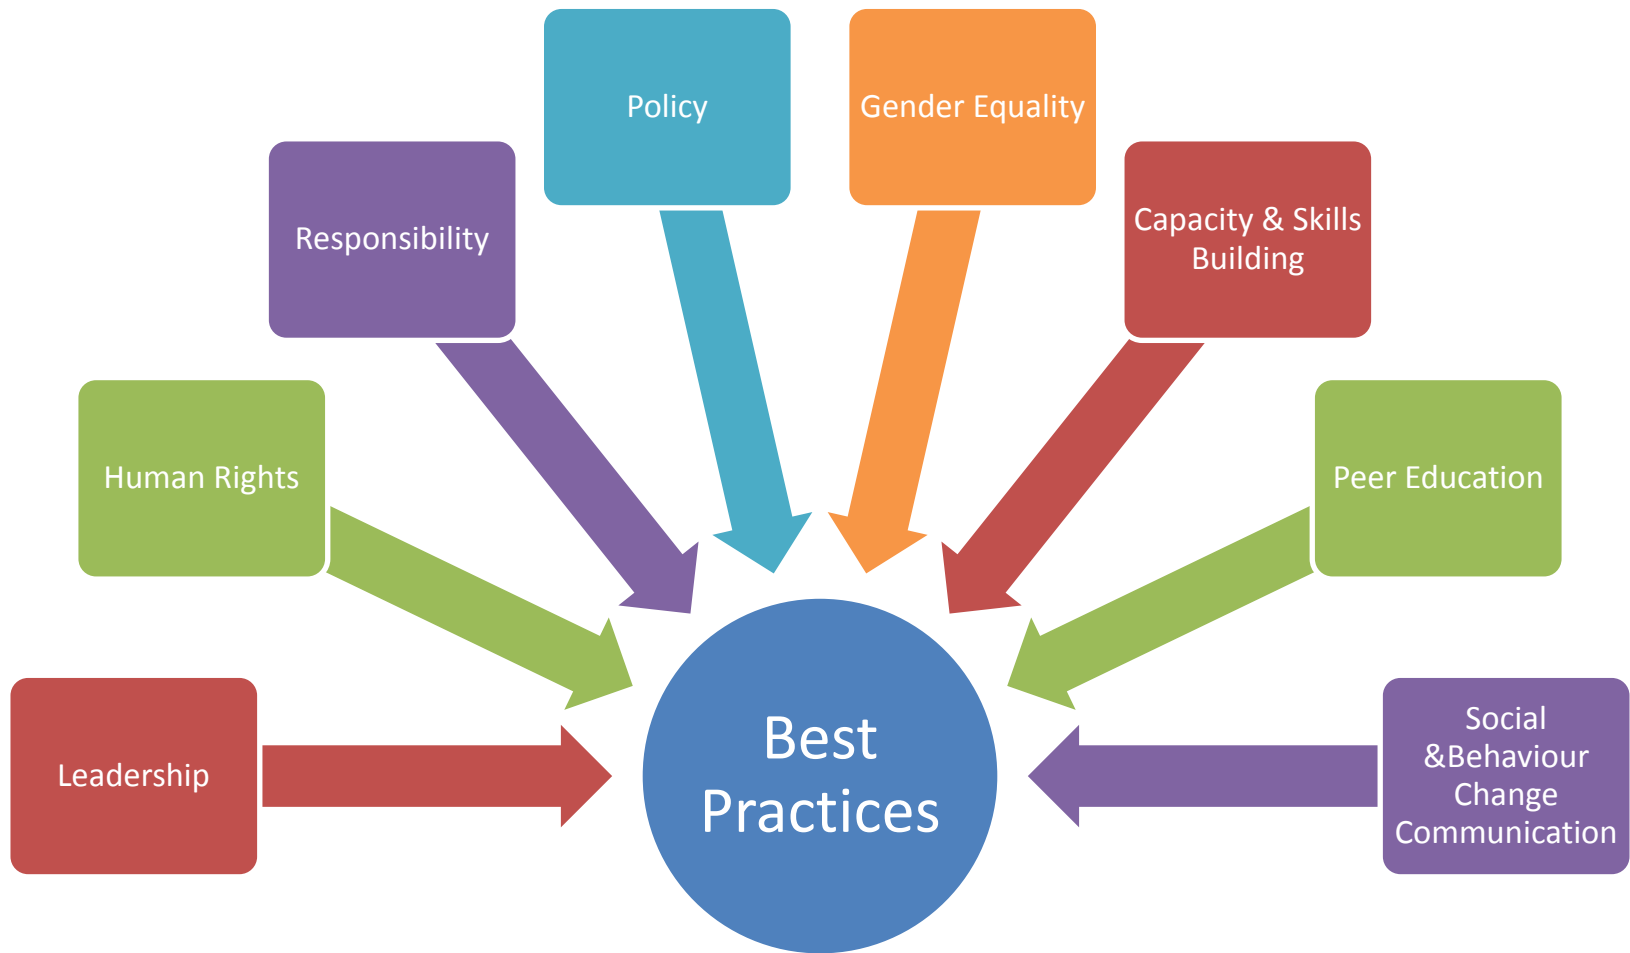 Policy
Gender Equality
Responsibility
Capacity & Skills
Building
Human Rights
Peer Education
Leadership
Best
Practices
Social
&Behaviour
Change
Communication